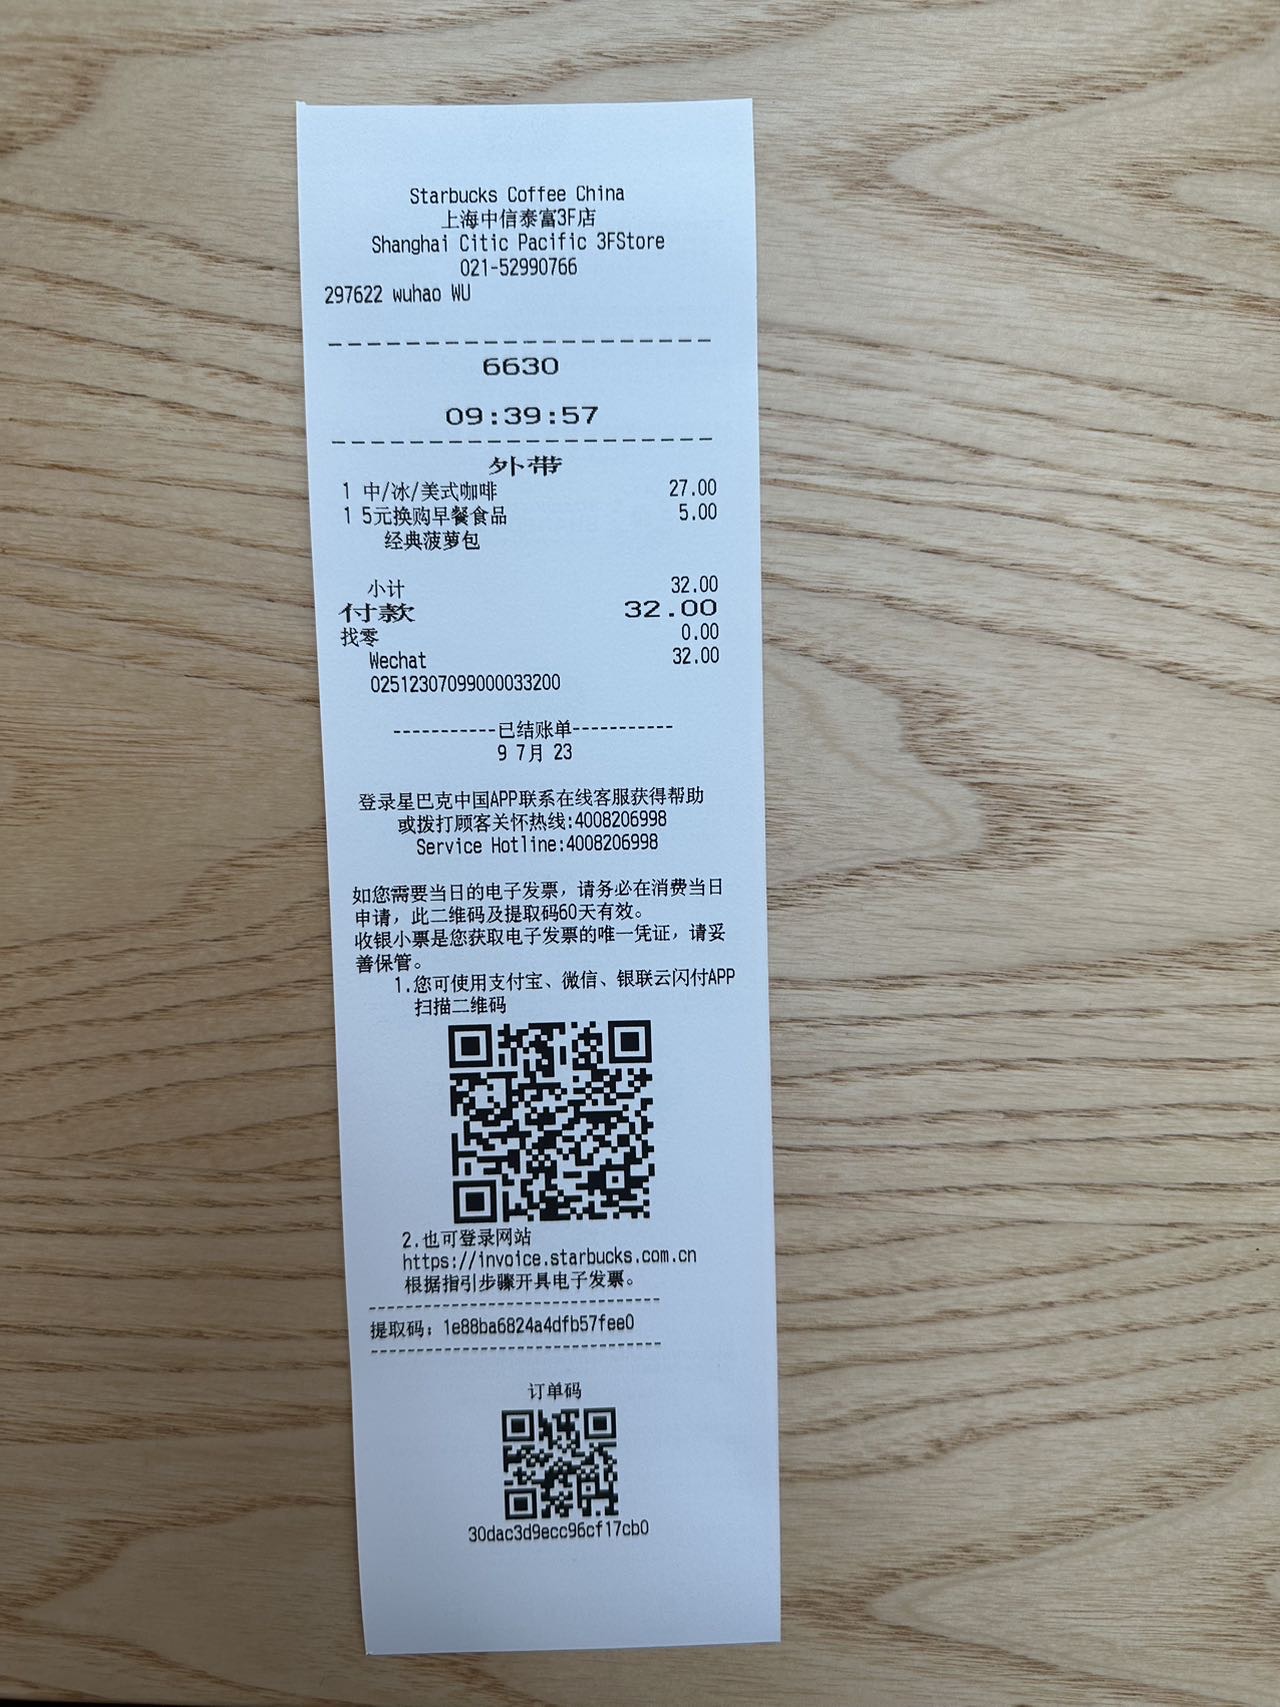 Starbucks Coffee China
上海中信泰富3F店
Shanghai Citic Pacific 3FStore
021-52990766
297622 wuhao WU
6630
09:39:57
外带
1 中/冰/美式咖啡 27.00
1 5元换购早餐食品 5.00
经典菠萝包
小计 32.00
付款 32.00
找零 0.00
Wechat 32.00
02512307099000033200
-----------已结账单-----------
9 7月 23
登录星巴克中国APP联系在线客服获得帮助
或拨打顾客关怀热线:4008206998
Service Hotline:4008206998
如您需要当日的电子发票，请务必在消费当日
申请，此二维码及提取码60天有效。
收银小票是您获取电子发票的唯一凭证，请妥
善保管。
1.您可使用支付宝、微信、银联云闪付APP
扫描二维码
2.也可登录网站
https://invoice.starbucks.com.cn
根据指引步骤开具电子发票。
提取码：1e88ba6824a4dfb57fee0
订单码
30dac3d9ecc96cf17cb0